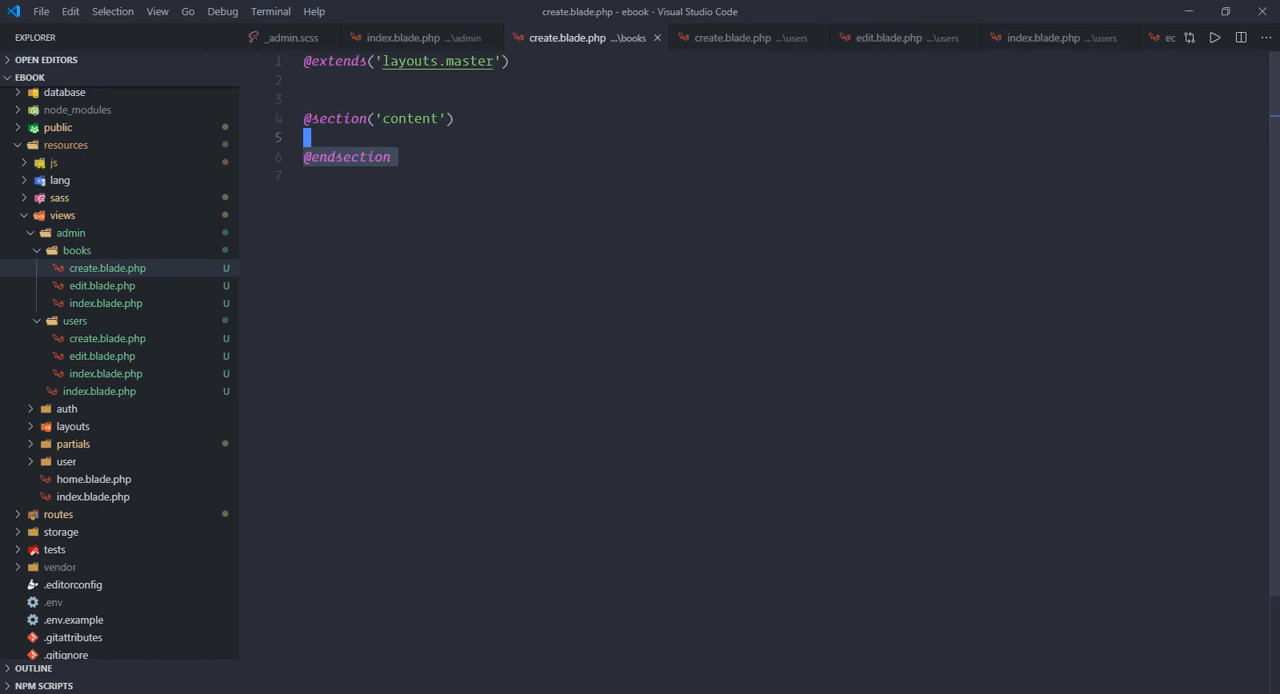 File Edit Selection View Go Debug Terminal Help create.blade.php - ebook - Visual Studio Code
EXPLORER
_admin.scss index.blade.php ...\admin create.blade.php ...\books create.blade.php ...\users edit.blade.php ...\users index.blade.php ...\users
OPEN EDITORS
EBOOK
database
node_modules
public
resources
js
lang
sass
views
admin
books
create.blade.php U
edit.blade.php U
index.blade.php U
users
create.blade.php U
edit.blade.php U
index.blade.php U
index.blade.php U
auth
layouts
partials
user
home.blade.php
index.blade.php
routes
storage
tests
vendor
.editorconfig
.env
.env.example
.gitattributes
.gitignore
OUTLINE
NPM SCRIPTS
1 @extends('layouts.master')
2
3
4 @section('content')
5
6 @endsection
7